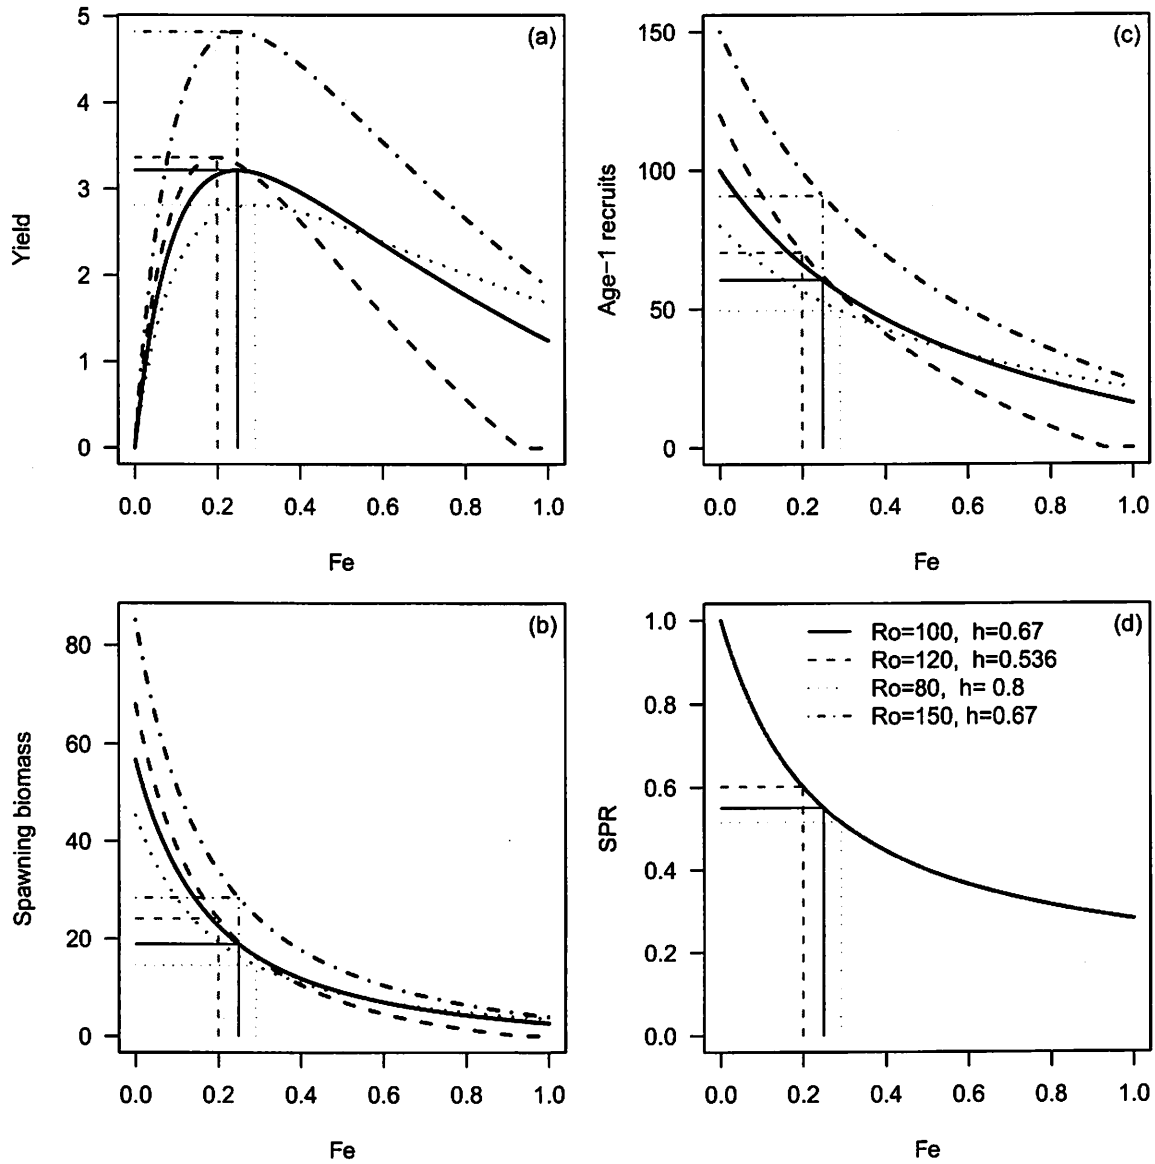 (a)
Yield
5
4
3
2
1
0
0.0 0.2 0.4 0.6 0.8 1.0
Fe
(c)
Age−1 recruits
150
100
50
0
0.0 0.2 0.4 0.6 0.8 1.0
Fe
(b)
Spawning biomass
80
60
40
20
0
0.0 0.2 0.4 0.6 0.8 1.0
Fe
(d)
SPR
1.0
0.8
0.6
0.4
0.2
0.0
Ro=100, h=0.67
Ro=120, h=0.536
Ro=80, h= 0.8
Ro=150, h=0.67
0.0 0.2 0.4 0.6 0.8 1.0
Fe